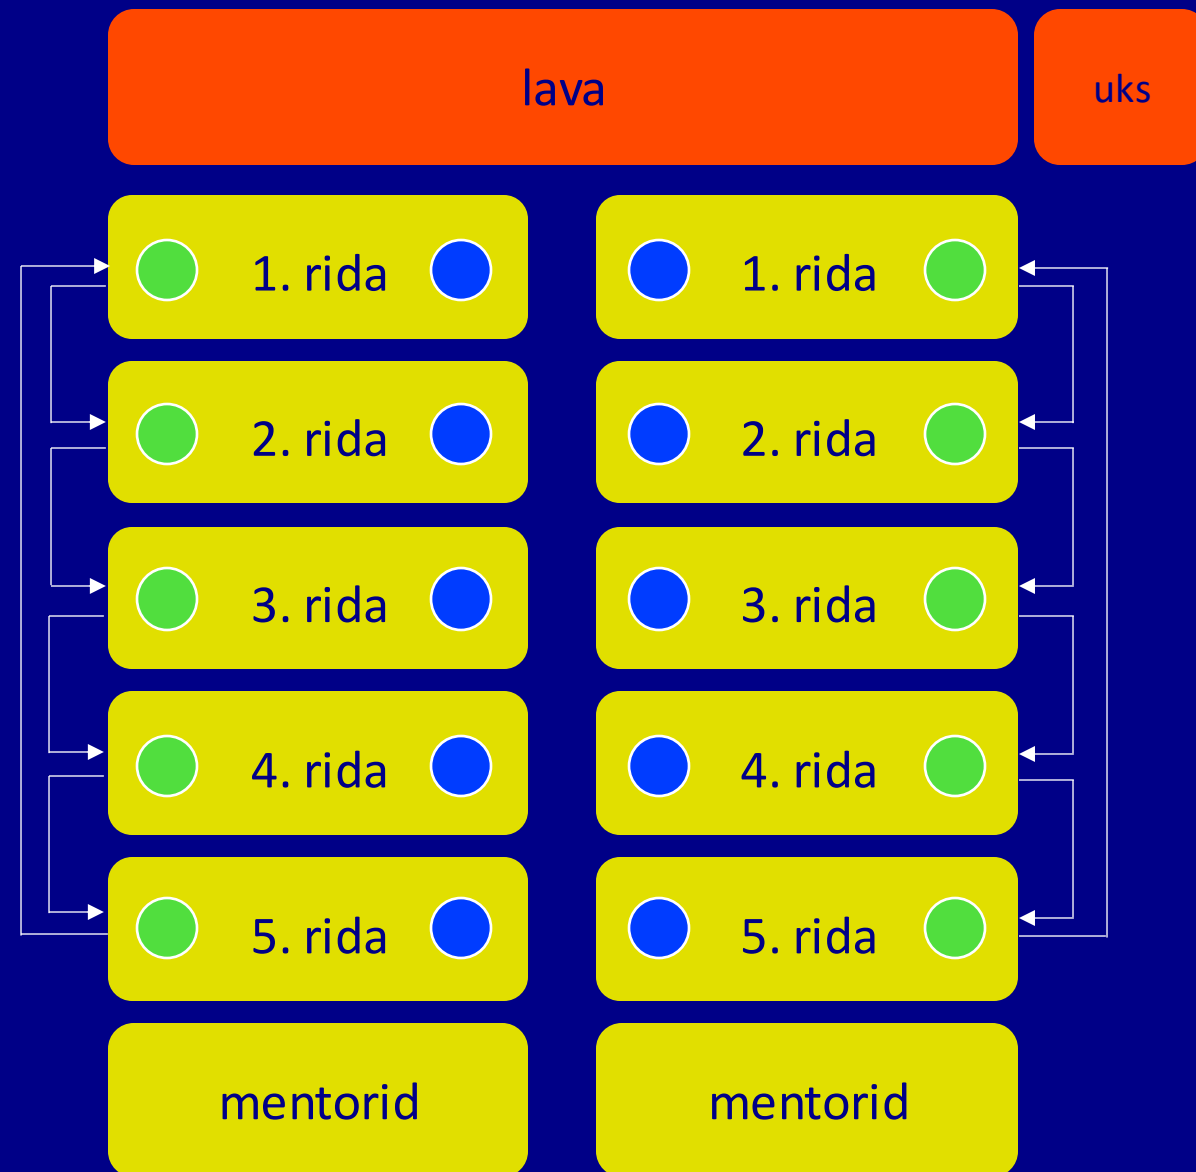 lava
uks
1. rida
1. rida
2. rida
2. rida
3. rida
3. rida
4. rida
4. rida
5. rida
5. rida
mentorid
mentorid